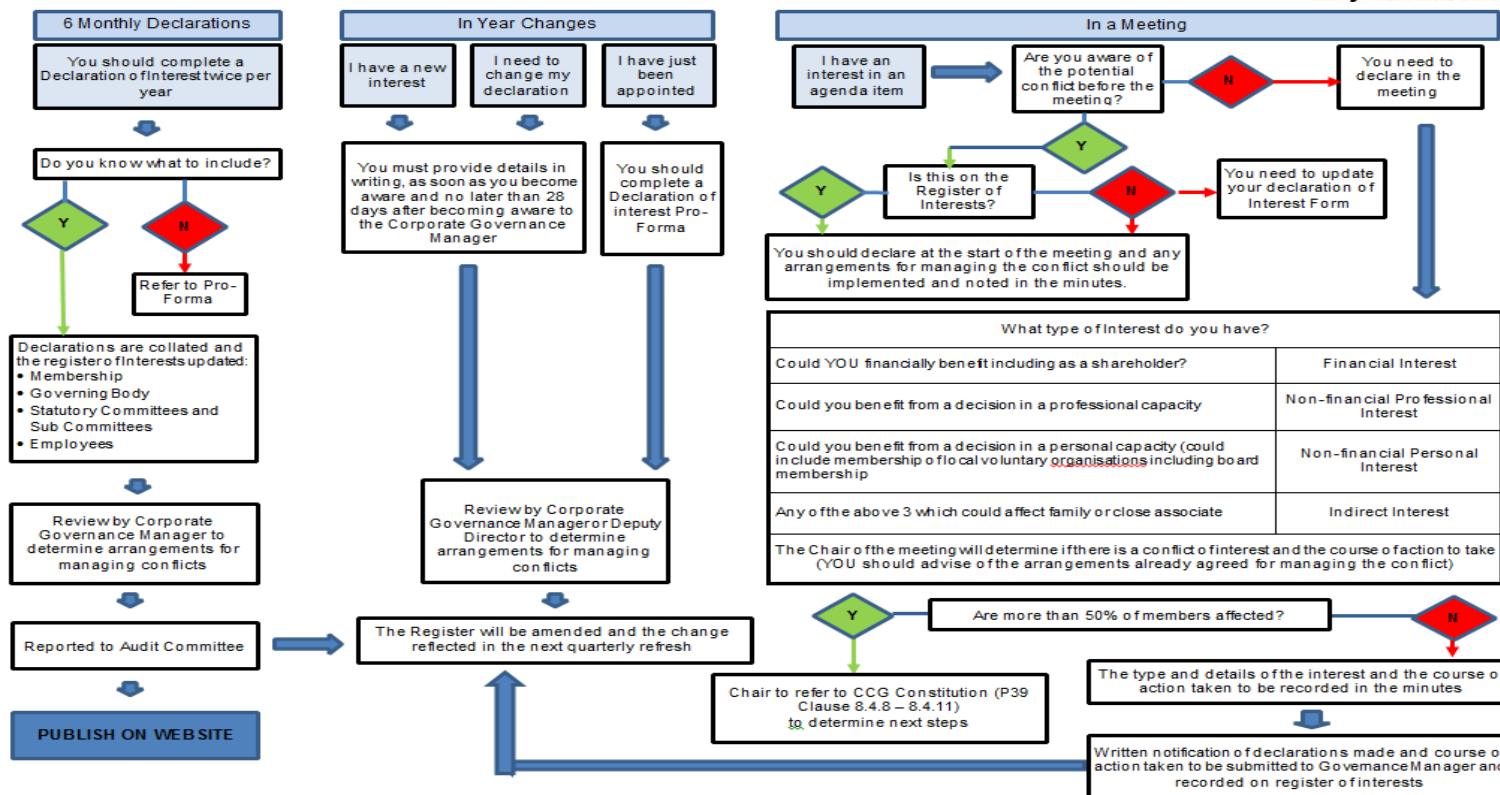 6 Monthly Declarations
You should complete a
Declaration of Interest twice per
year
Do you know what to include?
Y
N
Refer to Pro-
Forma
Declarations are collated and
the register of Interests updated:
• Membership
• Governing Body
• Statutory Committees and
Sub Committees
• Employees
Review by Corporate
Governance Manager to
determine arrangements for
managing conflicts
Reported to Audit Committee
PUBLISH ON WEBSITE
In Year Changes
I have a new
interest
I need to
change my
declaration
I have just
been
appointed
You must provide details in
writing, as soon as you become
aware and no later than 28
days after becoming aware to
the Corporate Governance
Manager
You should
complete a
Declaration of
interest Pro-
Forma
Review by Corporate
Governance Manager or Deputy
Director to determine
arrangements for managing
conflicts
The Register will be amended and the change
reflected in the next quarterly refresh
In a Meeting
I have an
interest in an
agenda item
Are you aware of
the potential
conflict before the
meeting?
N
You need to
declare in the
meeting
Y
Y
Is this on the
Register of
Interests?
N
You need to update
your declaration of
Interest Form
You should declare at the start of the meeting and any
arrangements for managing the conflict should be
implemented and noted in the minutes.
What type of Interest do you have?
Could YOU financially benefit including as a shareholder?
Financial Interest
Could you benefit from a decision in a professional capacity
Non-financial Professional
Interest
Could you benefit from a decision in a personal capacity (could
include membership of local voluntary organisations including board
membership
Non-financial Personal
Interest
Any of the above 3 which could affect family or close associate
Indirect Interest
The Chair of the meeting will determine if there is a conflict of interest and the course of action to take
(YOU should advise of the arrangements already agreed for managing the conflict)
Y
Are more than 50% of members affected?
N
Chair to refer to CCG Constitution (P39
Clause 8.4.8 – 8.4.11)
to determine next steps
The type and details of the interest and the course o
action taken to be recorded in the minutes
Written notification of declarations made and course o
action taken to be submitted to Governance Manager and
recorded on register of interests